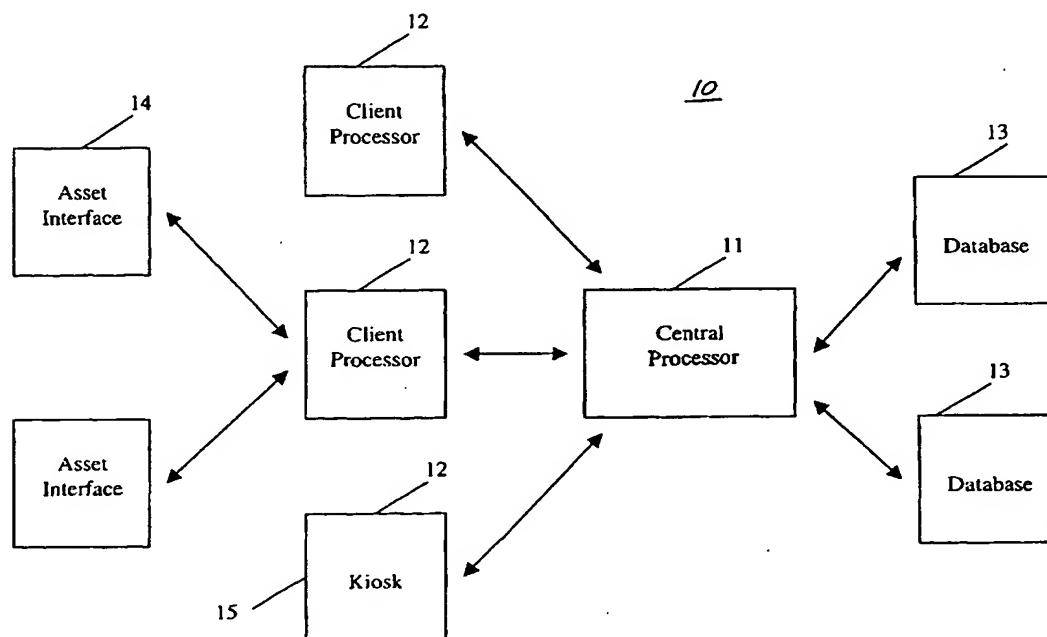 12
10
Client
Processor
14
Asset
Interface
13
Database
12
Client
Processor
11
Central
Processor
13
Database
Asset
Interface
12
Kiosk
15